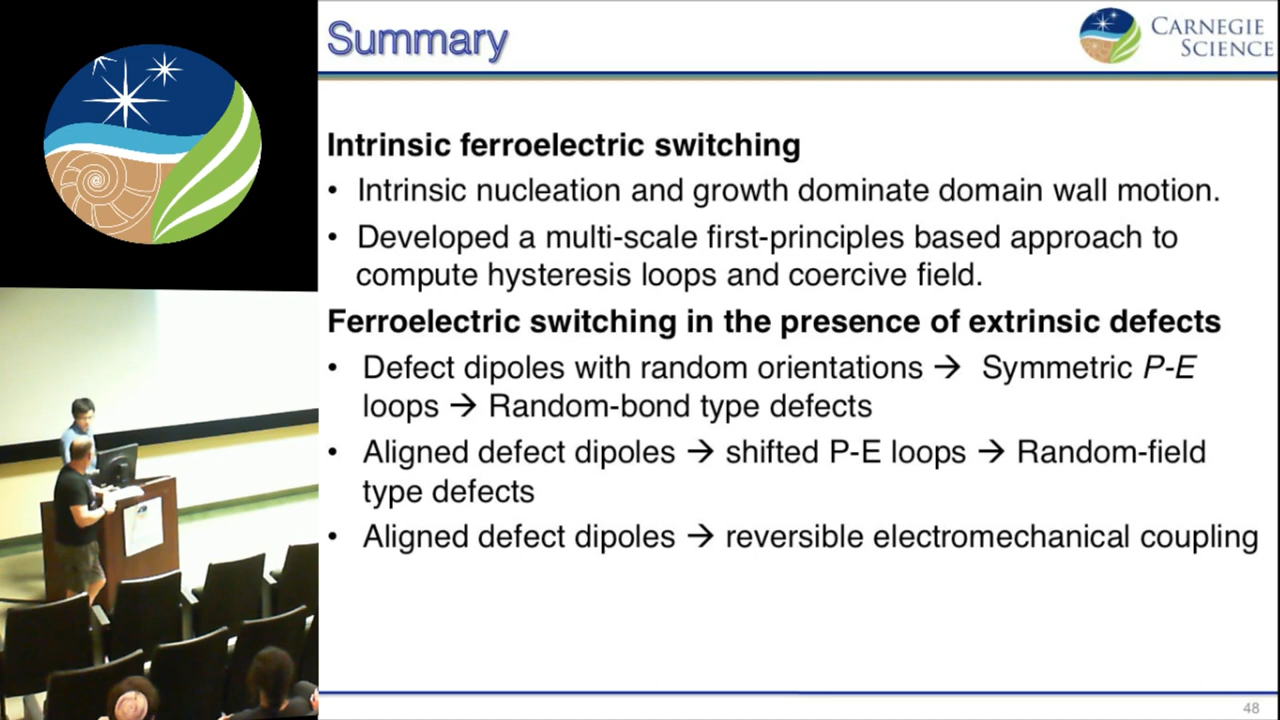 Summary
CARNEGIE
SCIENCE
Intrinsic ferroelectric switching
• Intrinsic nucleation and growth dominate domain wall motion.
• Developed a multi-scale first-principles based approach to
compute hysteresis loops and coercive field.
Ferroelectric switching in the presence of extrinsic defects
• Defect dipoles with random orientations → Symmetric P-E
loops → Random-bond type defects
• Aligned defect dipoles → shifted P-E loops → Random-field
type defects
• Aligned defect dipoles → reversible electromechanical coupling
48